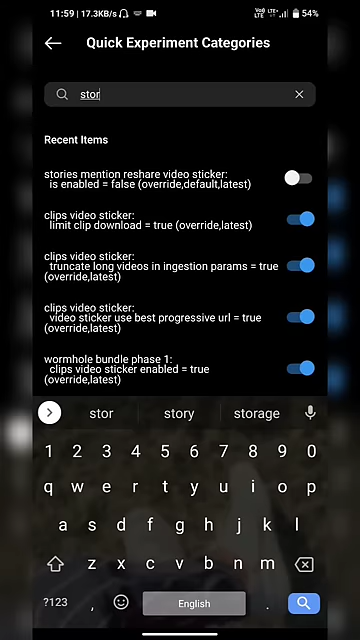 11:59 | 17.3KB/s
Vo)) LTE LTE+ 54%
Quick Experiment Categories
stor
Recent Items
stories mention reshare video sticker:
is enabled = false (override,default,latest)
clips video sticker:
limit clip download = true (override,latest)
clips video sticker:
truncate long videos in ingestion params = true
(override,latest)
clips video sticker:
video sticker use best progressive url = true
(override,latest)
wormhole bundle phase 1:
clips video sticker enabled = true
(override,latest)
stor story storage
1 2 3 4 5 6 7 8 9 0
q w e r t y u i o p
a s d f g h j k l
z x c v b n m
?123 , English .